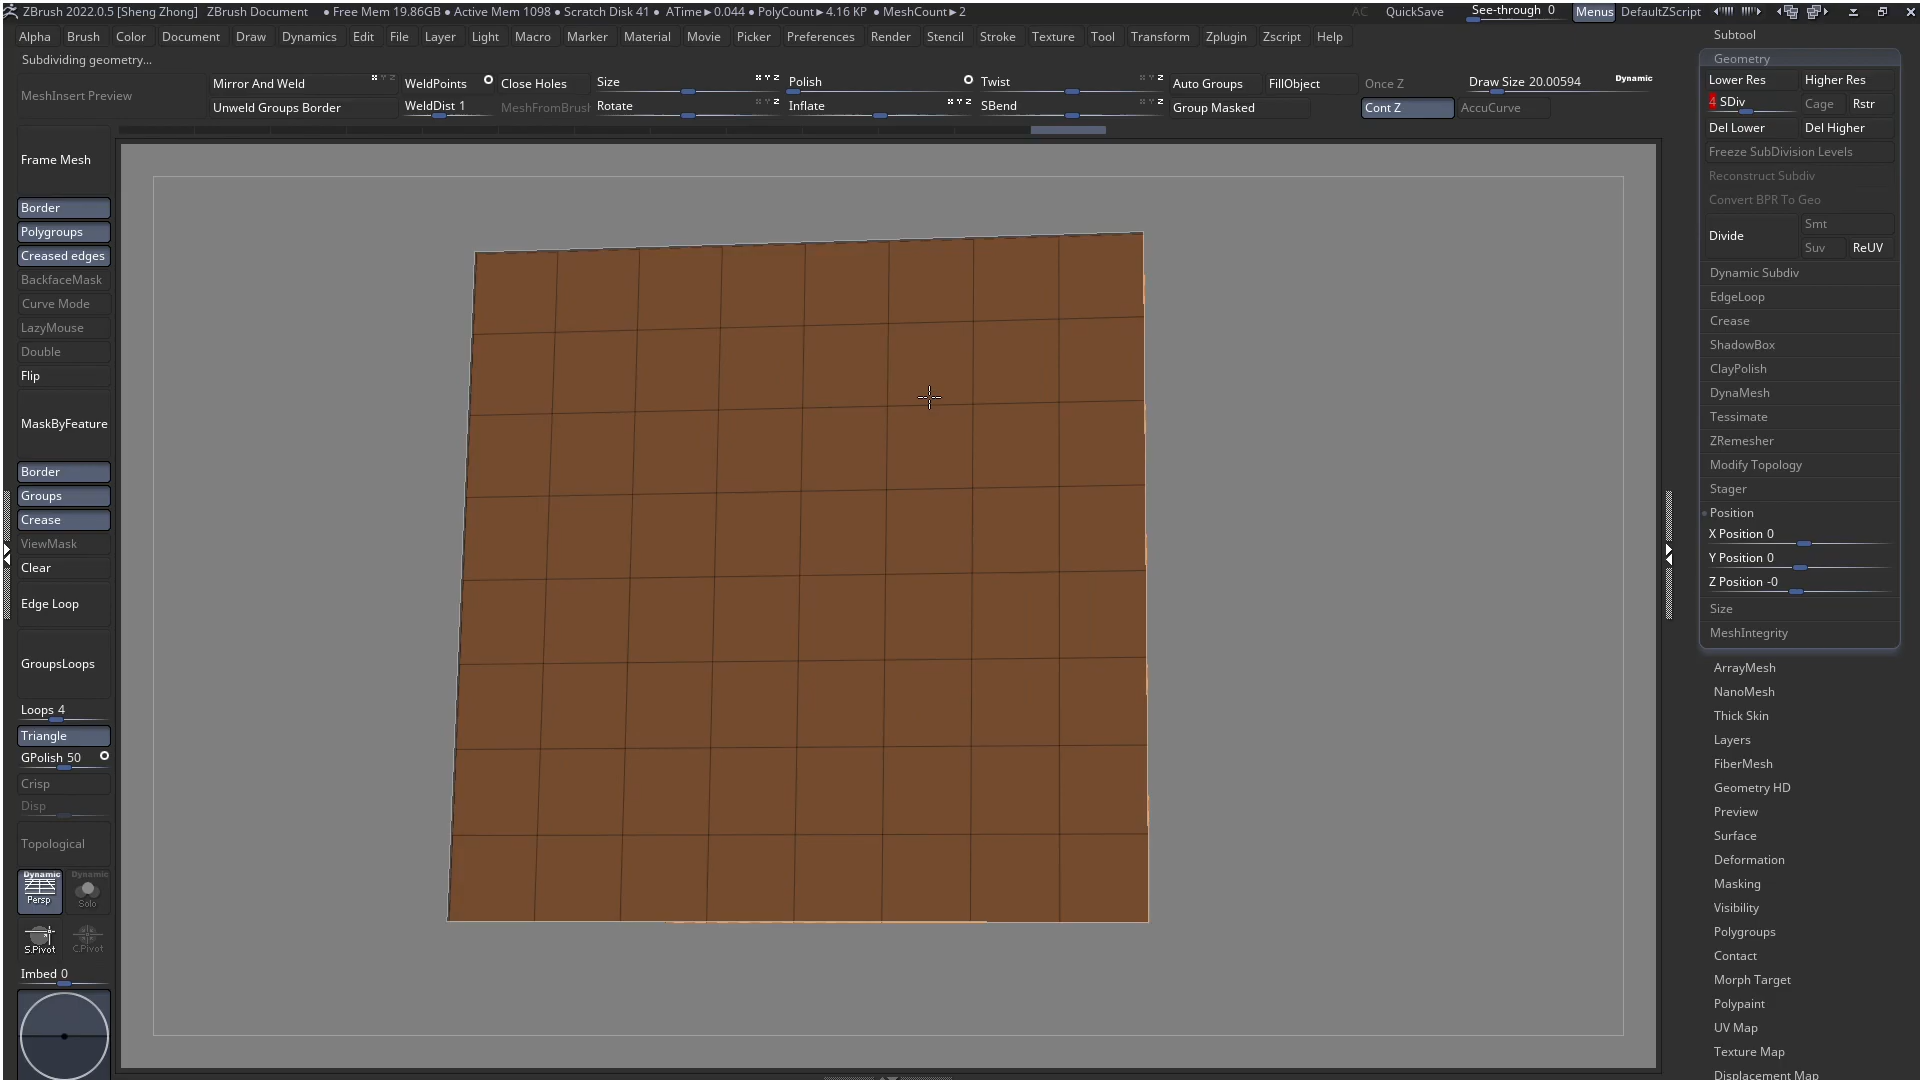 ZBrush 2022.0.5 [Sheng Zhong] ZBrush Document ● Free Mem 19.86GB ● Active Mem 1098 ● Scratch Disk 41 ● ATime►0.044 ● PolyCount►4.16 KP ● MeshCount►2 AC QuickSave See-through 0 Menus DefaultZScript
Alpha Brush Color Document Draw Dynamics Edit File Layer Light Macro Marker Material Movie Picker Preferences Render Stencil Stroke Texture Tool Transform Zplugin Zscript Help
Subdividing geometry...
MeshInsert Preview
Mirror And Weld WeldPoints Close Holes Size Polish Twist Auto Groups FillObject Once Z Draw Size 20.00594 Dynamic
Unweld Groups Border WeldDist 1 MeshFromBrush Rotate Inflate SBend Group Masked Cont Z AccuCurve
Frame Mesh
Border
Polygroups
Creased edges
BackfaceMask
Curve Mode
LazyMouse
Double
Flip
MaskByFeature
Border
Groups
Crease
ViewMask
Clear
Edge Loop
GroupsLoops
Loops 4
Triangle
GPolish 50
Crisp
Disp
Topological
Dynamic Dynamic
Persp Solo
S.Pivot C.Pivot
Imbed 0
Subtool
Geometry
Lower Res Higher Res
4 SDiv Cage Rstr
Del Lower Del Higher
Freeze SubDivision Levels
Reconstruct Subdiv
Convert BPR To Geo
Divide Smt
Suv ReUV
Dynamic Subdiv
EdgeLoop
Crease
ShadowBox
ClayPolish
DynaMesh
Tessimate
ZRemesher
Modify Topology
Stager
Position
X Position 0
Y Position 0
Z Position -0
Size
MeshIntegrity
ArrayMesh
NanoMesh
Thick Skin
Layers
FiberMesh
Geometry HD
Preview
Surface
Deformation
Masking
Visibility
Polygroups
Contact
Morph Target
Polypaint
UV Map
Texture Map
Displacement Map